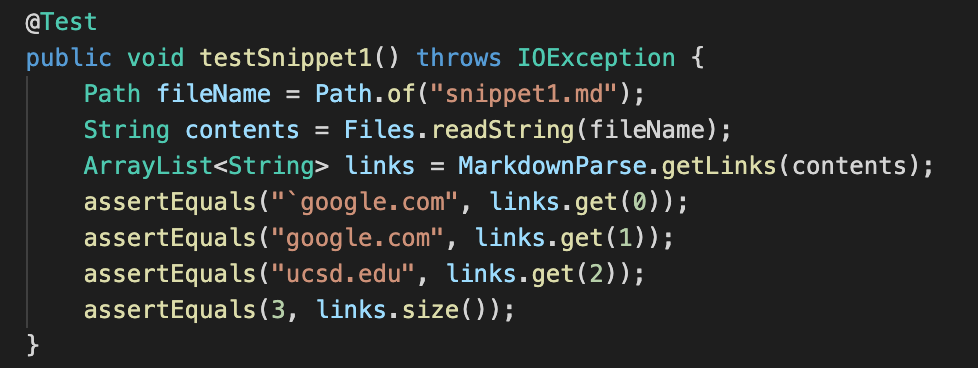 @Test
public void testSnippet1() throws IOException {
    Path fileName = Path.of("snippet1.md");
    String contents = Files.readString(fileName);
    ArrayList<String> links = MarkdownParse.getLinks(contents);
    assertEquals("`google.com", links.get(0));
    assertEquals("google.com", links.get(1));
    assertEquals("ucsd.edu", links.get(2));
    assertEquals(3, links.size());
}